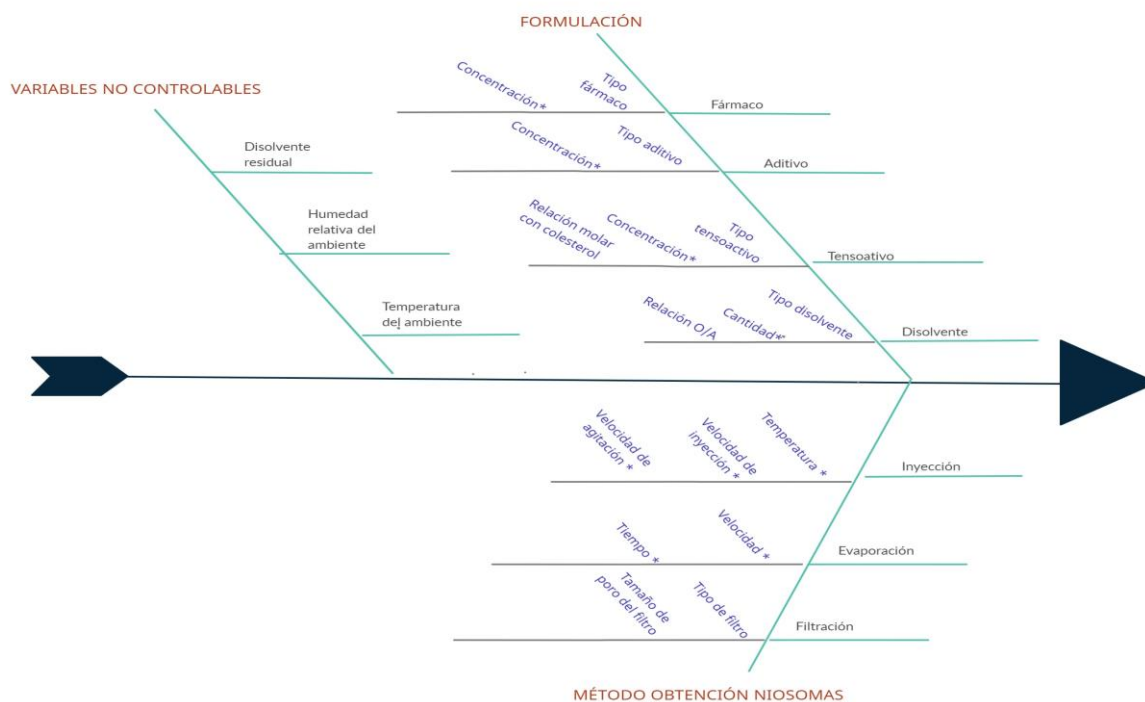 FORMULACIÓN
VARIABLES NO CONTROLABLES
Disolvente
residual
Humedad
relativa del
ambiente
Temperatura
del ambiente
Concentración*
Tipo
fármaco
Fármaco
Concentración*
Tipo aditivo
Aditivo
Relación molar
con colesterol
Concentración*
Tipo
tensoactivo
Tensoativo
Relación O/A
Cantidad*
Tipo disolvente
Disolvente
Velocidad de
agitación *
Velocidad de
inyección *
Temperatura *
Inyección
Tiempo *
Velocidad *
Evaporación
Tamaño de
poro del filtro
Tipo de filtro
Filtración
MÉTODO OBTENCIÓN NIOSOMAS